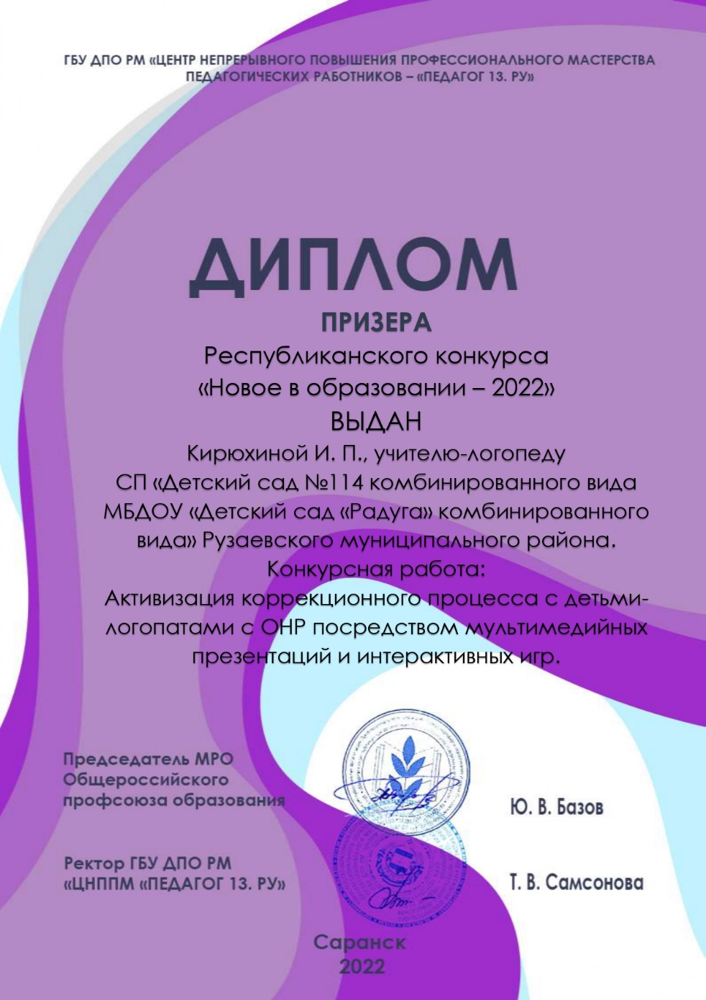 ГБУ ДПО РМ «ЦЕНТР НЕПРЕРЫВНОГО ПОВЫШЕНИЯ ПРОФЕССИОНАЛЬНОГО МАСТЕРСТВА
ПЕДАГОГИЧЕСКИХ РАБОТНИКОВ – «ПЕДАГОГ 13. РУ»
ДИПЛОМ
ПРИЗЕРА
Республиканского конкурса
«Новое в образовании – 2022»
ВЫДАН
Кирюхиной И. П., учителю-логопеду
СП «Детский сад №114 комбинированного вида
МБДОУ «Детский сад «Радуга» комбинированного
вида» Рузаевского муниципального района.
Конкурсная работа:
Активизация коррекционного процесса с детьми-
логопатами с ОНР посредством мультимедийных
презентаций и интерактивных игр.
Председатель МРО
Общероссийского
профсоюза образования
Ю. В. Базов
Ректор ГБУ ДПО РМ
«ЦНППМ «ПЕДАГОГ 13. РУ»
Т. В. Самсонова
Саранск
2022